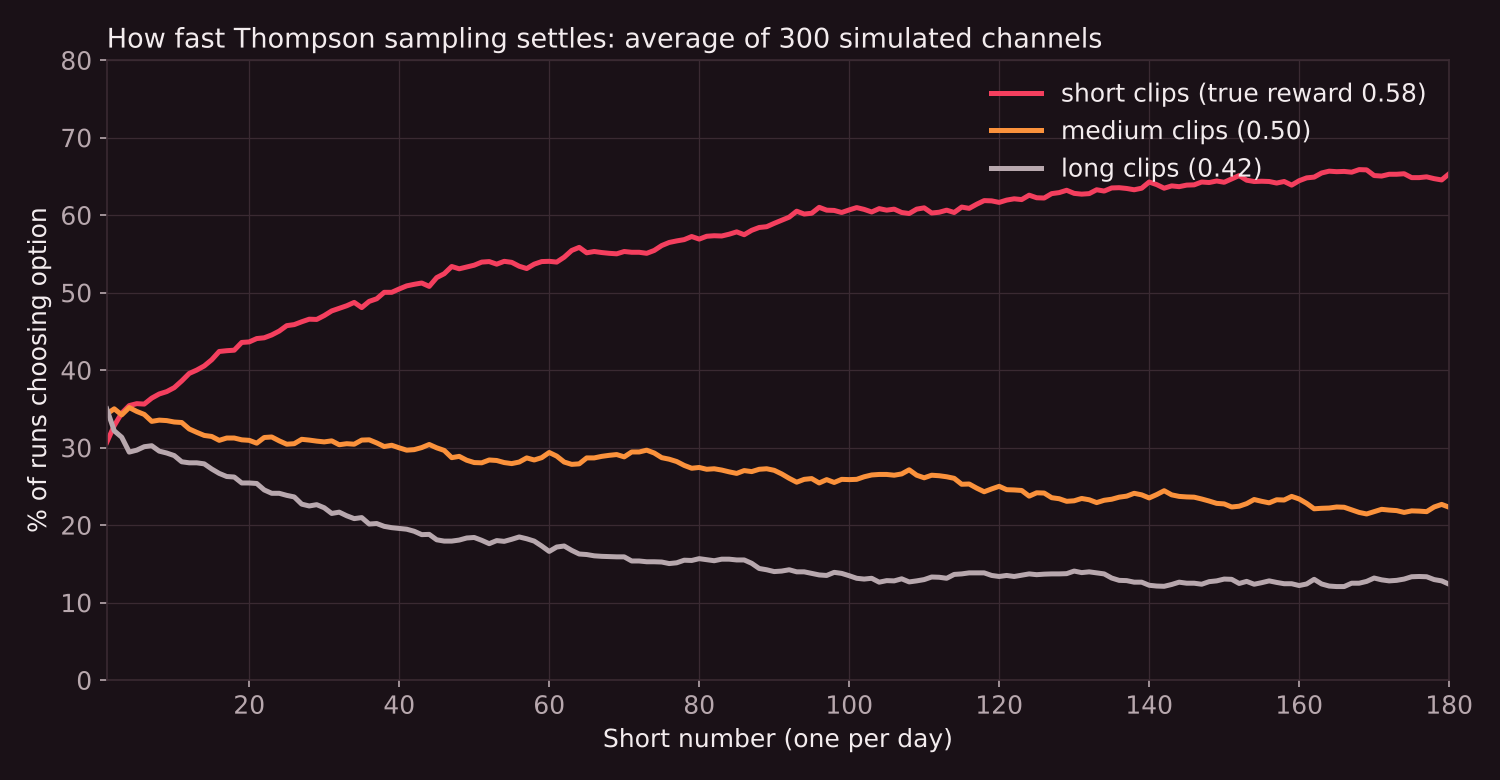 How fast Thompson sampling settles: average of 300 simulated channels
80
70
60
50
40
30
20
10
0
% of runs choosing option
short clips (true reward 0.58)
medium clips (0.50)
long clips (0.42)
20 40 60 80 100 120 140 160 180
Short number (one per day)